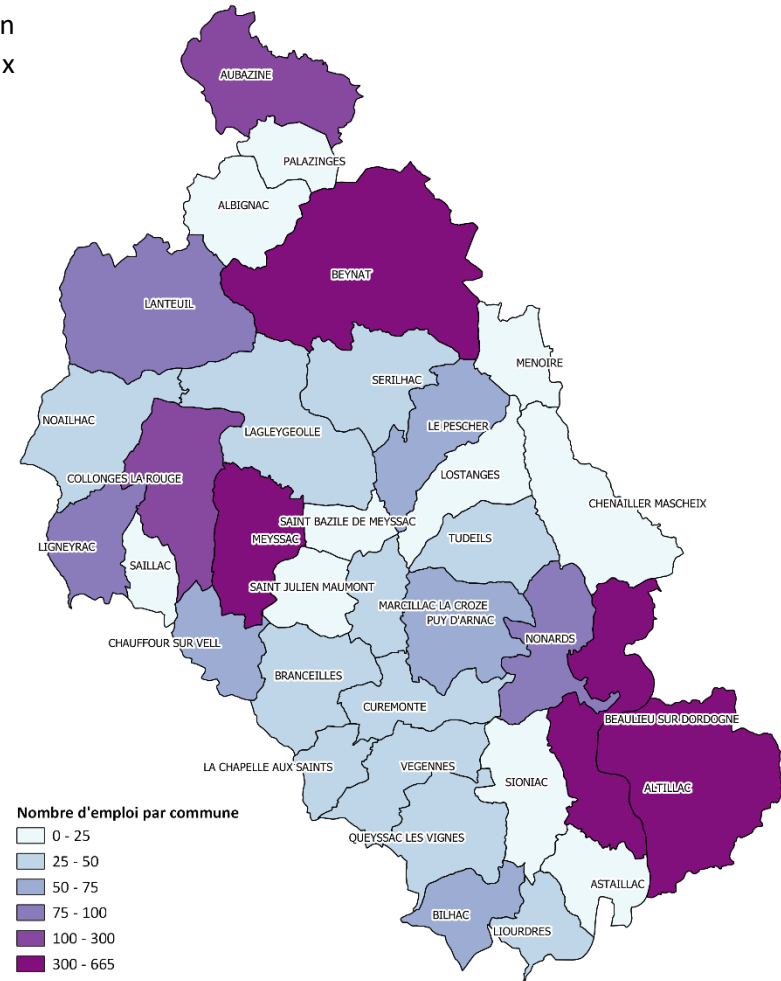 n
x
AUBAZINE
PALAZINGES
ALBIGNAC
BEYNAT
LANTEUIL
MENOIRE
SERILHAC
NOAILHAC
LE PESCHER
LAGLEYGEOLLE
COLLONGES LA ROUGE
LOSTANGES
CHENAILLER MASCHEIX
SAINT BAZILE DE MEYSSAC
MEYSSAC
TUDEILS
LIGNEYRAC
SAILLAC
SAINT JULIEN MAUMONT
MARCILLAC LA CROZE
PUY D'ARNAC
CHAUFFOUR SUR VELL
NONARDS
BRANCEILLES
CUREMONTE
BEAULIEU SUR DORDOGNE
LA CHAPELLE AUX SAINTS
VEGENNES
SIONIAC
ALTILLAC
QUEYSSAC LES VIGNES
ASTAILLAC
BILHAC
LIOURDRES
Nombre d'emploi par commune
0 - 25
25 - 50
50 - 75
75 - 100
100 - 300
300 - 665